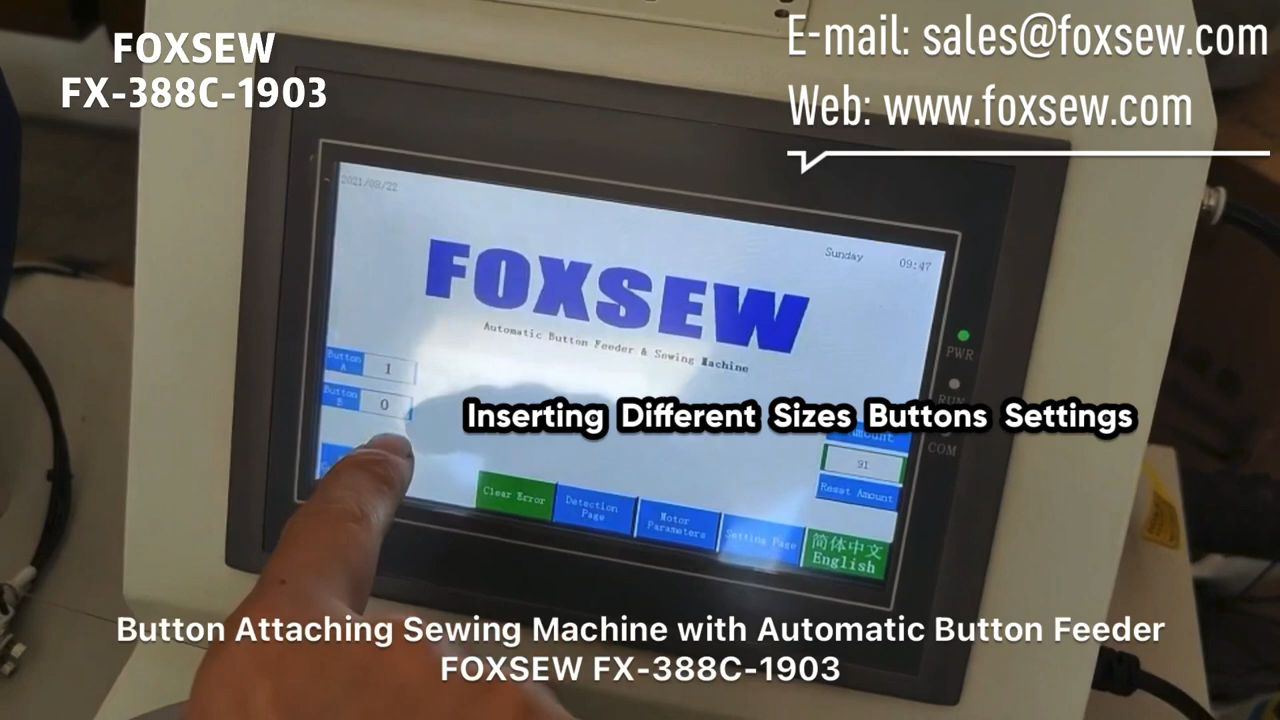 FOXSEW
FX-388C-1903
E-mail: sales@foxsew.com
Web: www.foxsew.com
2021/08/22
Sunday 09:47
FOXSEW
Automatic Button Feeder & Sewing Machine
PWR
Button A 1
RUN
Button B 0
Inserting Different Sizes Buttons Settings
Amount
COM
91
Reset Amount
Clear Error
Detection Page
Motor Parameters
Setting Page
简体中文
English
Button Attaching Sewing Machine with Automatic Button Feeder
FOXSEW FX-388C-1903